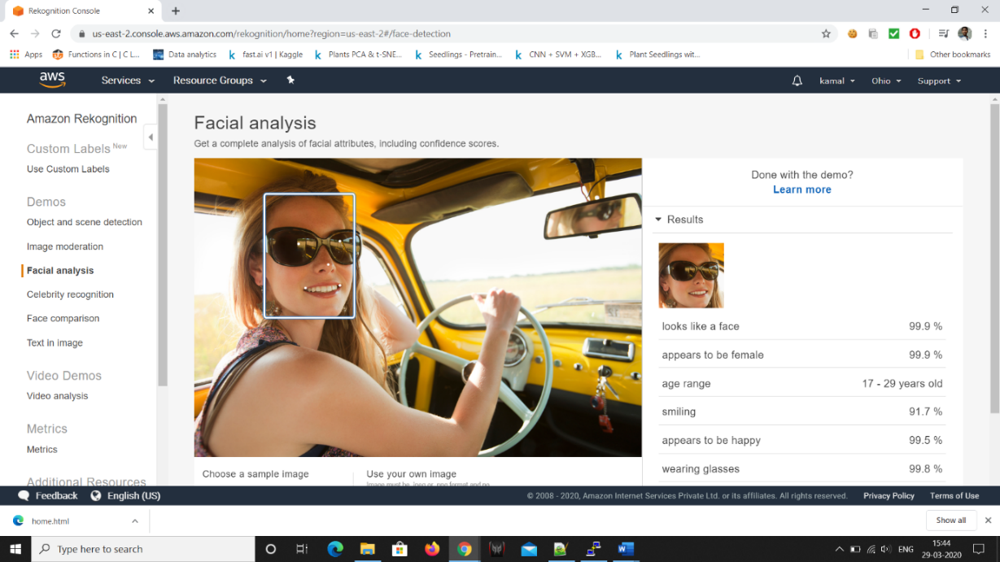 Rekognition Console
us-east-2.console.aws.amazon.com/rekognition/home?region=us-east-2#/face-detection
Apps Functions in C | C L... Data analytics fast.ai v1 | Kaggle Plants PCA & t-SNE... Seedlings - Pretrain... CNN + SVM + XGB... Plant Seedlings wit... Other bookmarks
aws Services Resource Groups kamal Ohio Support
Amazon Rekognition
Custom Labels New
Use Custom Labels
Demos
Object and scene detection
Image moderation
Facial analysis
Celebrity recognition
Face comparison
Text in image
Video Demos
Video analysis
Metrics
Metrics
Additional Resources
Facial analysis
Get a complete analysis of facial attributes, including confidence scores.
Choose a sample image
Use your own image
Image must be .jpeg or .png format and no
Done with the demo?
Learn more
Results
looks like a face 99.9 %
appears to be female 99.9 %
age range 17 - 29 years old
smiling 91.7 %
appears to be happy 99.5 %
wearing glasses 99.8 %
Feedback English (US) © 2008 - 2020, Amazon Internet Services Private Ltd. or its affiliates. All rights reserved. Privacy Policy Terms of Use
home.html Show all
Type here to search ENG 15:44
29-03-2020